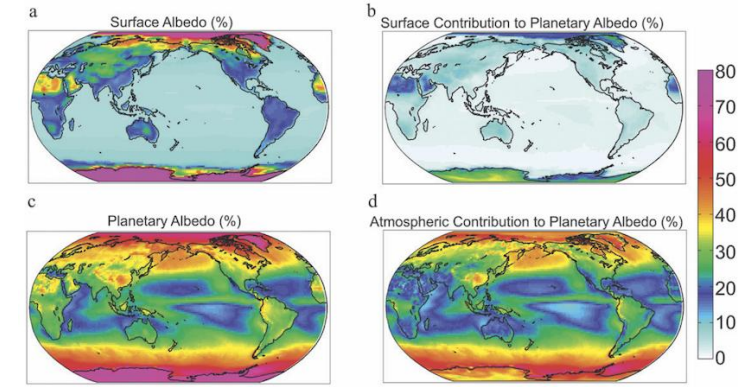 a
Surface Albedo (%)
b
Surface Contribution to Planetary Albedo (%)
c
Planetary Albedo (%)
d
Atmospheric Contribution to Planetary Albedo (%)
80
70
60
50
40
30
20
10
0